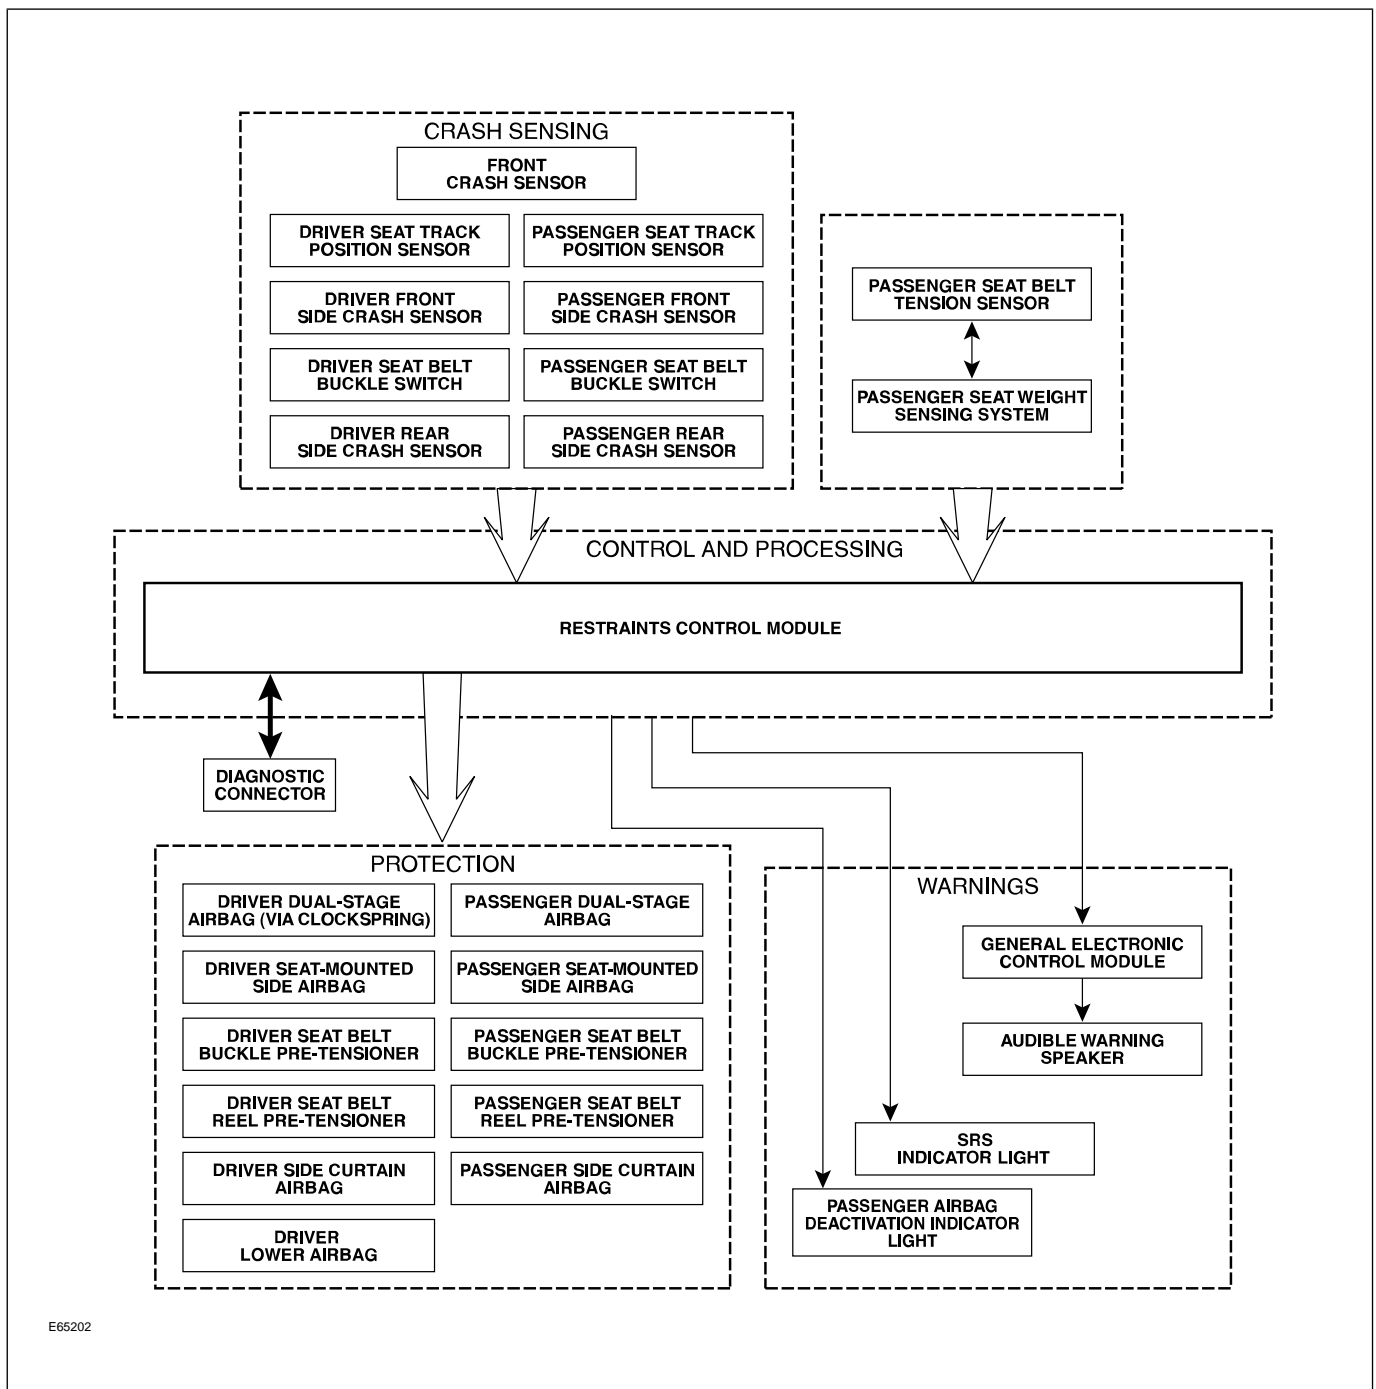 CRASH SENSING
FRONT
CRASH SENSOR
DRIVER SEAT TRACK
POSITION SENSOR
PASSENGER SEAT TRACK
POSITION SENSOR
DRIVER FRONT
SIDE CRASH SENSOR
PASSENGER FRONT
SIDE CRASH SENSOR
DRIVER SEAT BELT
BUCKLE SWITCH
PASSENGER SEAT BELT
BUCKLE SWITCH
DRIVER REAR
SIDE CRASH SENSOR
PASSENGER REAR
SIDE CRASH SENSOR
PASSENGER SEAT BELT
TENSION SENSOR
PASSENGER SEAT WEIGHT
SENSING SYSTEM
CONTROL AND PROCESSING
RESTRAINTS CONTROL MODULE
DIAGNOSTIC
CONNECTOR
PROTECTION
DRIVER DUAL-STAGE
AIRBAG (VIA CLOCKSPRING)
PASSENGER DUAL-STAGE
AIRBAG
DRIVER SEAT-MOUNTED
SIDE AIRBAG
PASSENGER SEAT-MOUNTED
SIDE AIRBAG
DRIVER SEAT BELT
BUCKLE PRE-TENSIONER
PASSENGER SEAT BELT
BUCKLE PRE-TENSIONER
DRIVER SEAT BELT
REEL PRE-TENSIONER
PASSENGER SEAT BELT
REEL PRE-TENSIONER
DRIVER SIDE CURTAIN
AIRBAG
PASSENGER SIDE CURTAIN
AIRBAG
DRIVER
LOWER AIRBAG
WARNINGS
GENERAL ELECTRONIC
CONTROL MODULE
AUDIBLE WARNING
SPEAKER
SRS
INDICATOR LIGHT
PASSENGER AIRBAG
DEACTIVATION INDICATOR
LIGHT
E65202